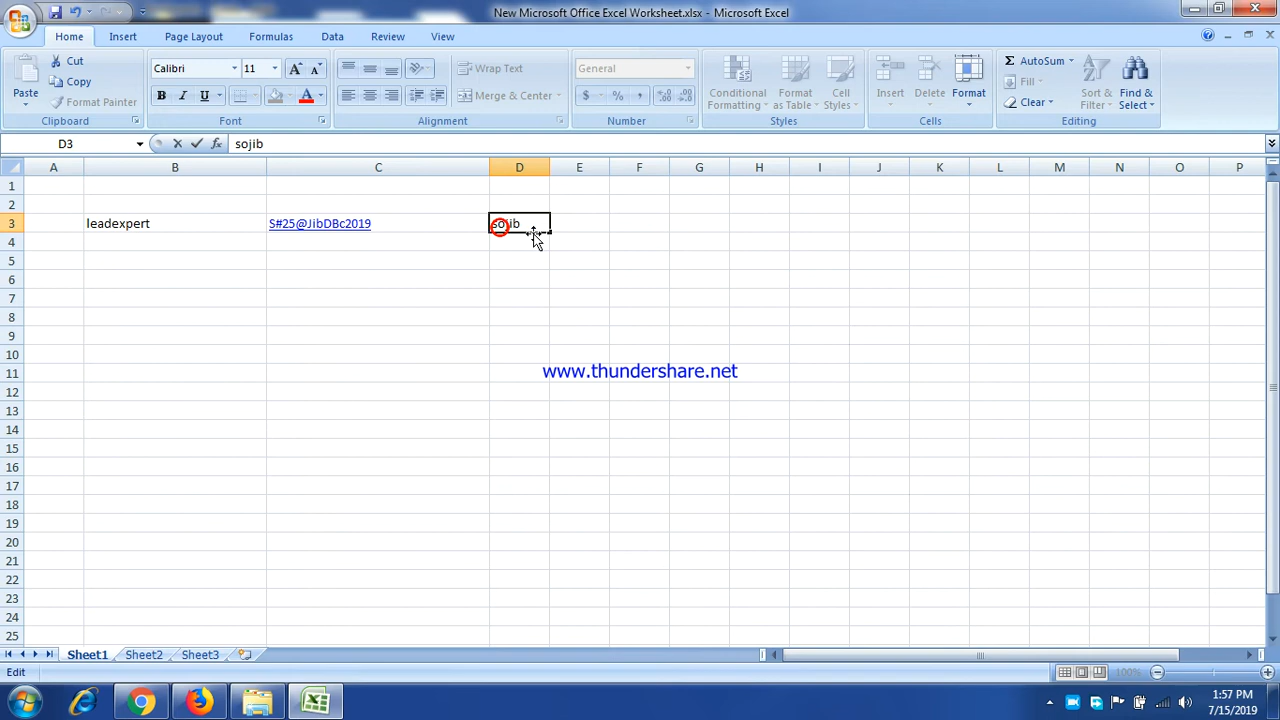 New Microsoft Office Excel Worksheet.xlsx - Microsoft Excel
Home Insert Page Layout Formulas Data Review View
Paste Cut Copy Format Painter Clipboard
Calibri 11 B I U A Font
Wrap Text Merge & Center Alignment
General $ % , Number
Conditional Formatting Format as Table Cell Styles Styles
Insert Delete Format Cells
Σ AutoSum Fill Clear Sort & Filter Find & Select Editing
D3 fx sojib
A B C D E F G H I J K L M N O P
1
2
3 leadexpert S#25@JibDBc2019 sojib
4
5
6
7
8
9
10
11
www.thundershare.net
12
13
14
15
16
17
18
19
20
21
22
23
24
25
Sheet1 Sheet2 Sheet3
Edit 100%
1:57 PM
7/15/2019